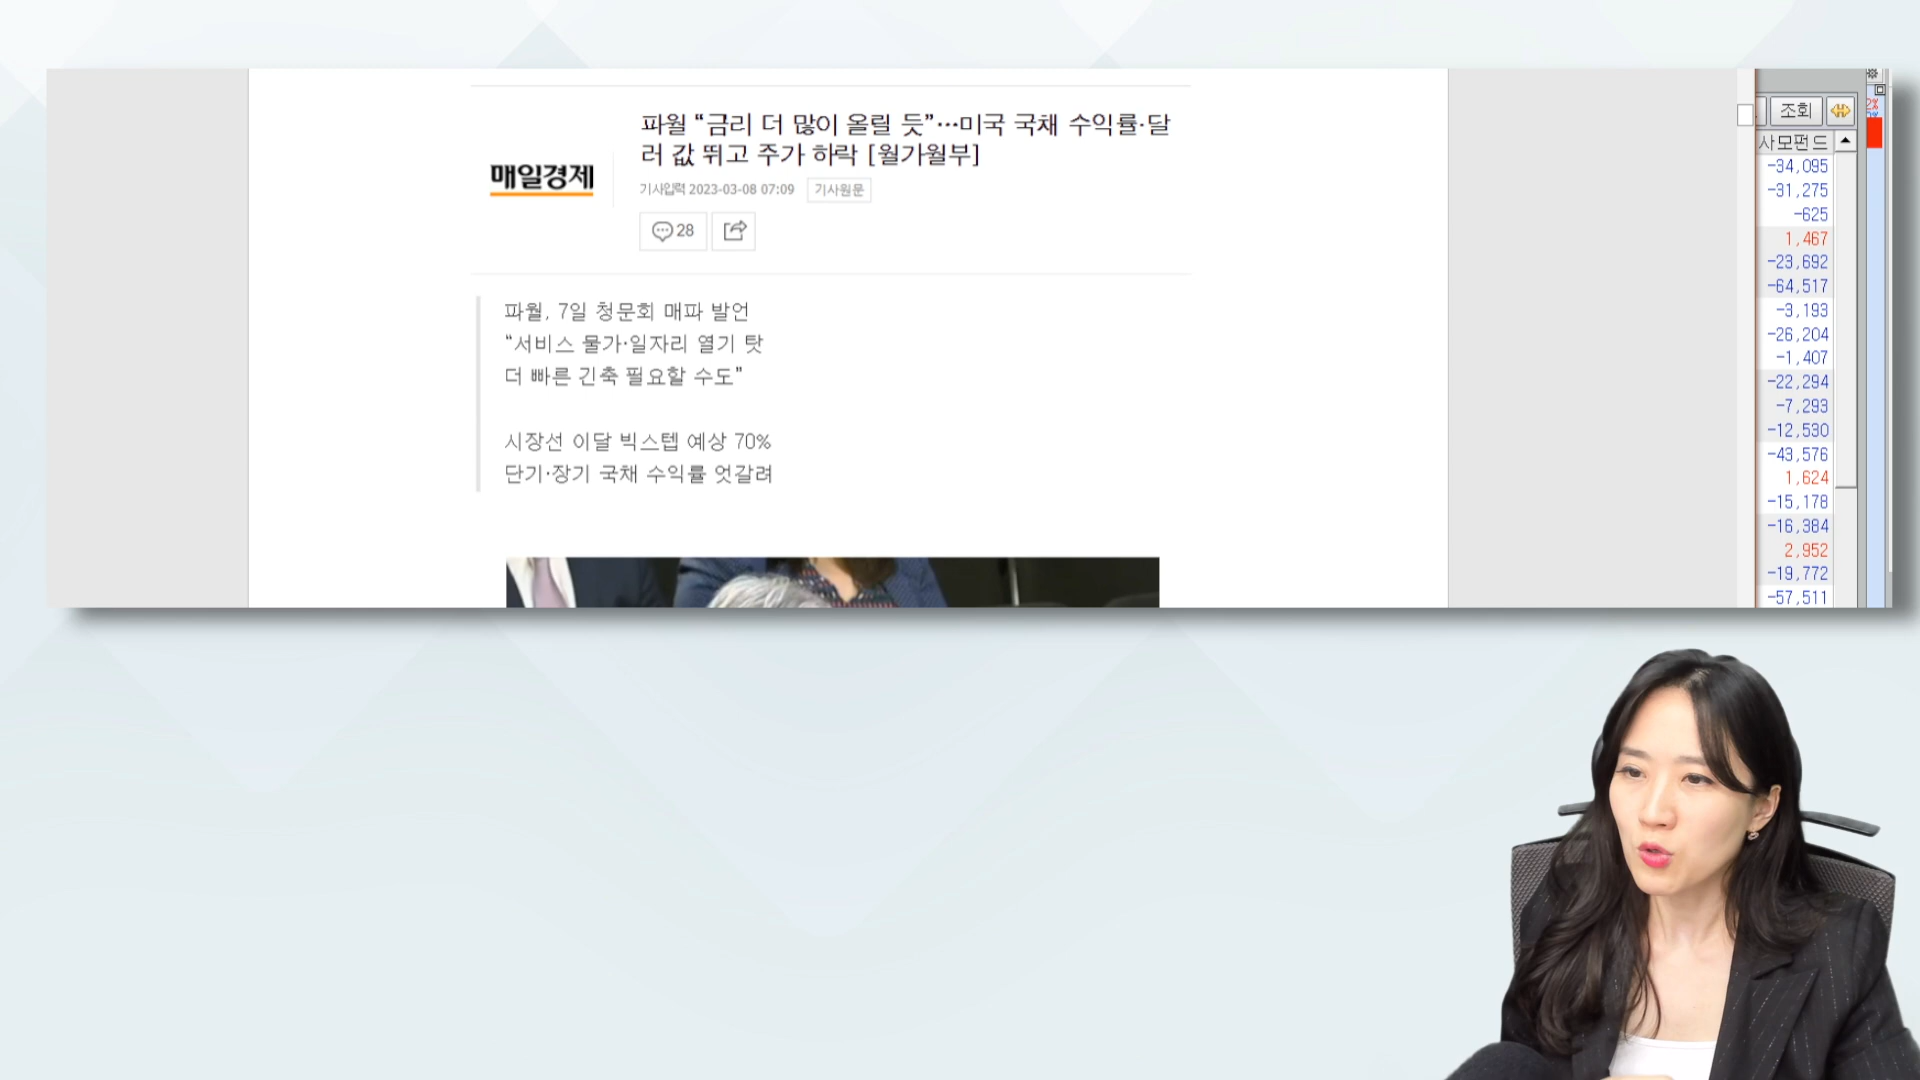 파월 “금리 더 많이 올릴 듯”…미국 국채 수익률·달
러 값 뛰고 주가 하락 [월가월부]
매일경제
기사입력 2023-03-08 07:09 기사원문
28
파월, 7일 청문회 매파 발언
“서비스 물가·일자리 열기 탓
더 빠른 긴축 필요할 수도”
시장선 이달 빅스텝 예상 70%
단기·장기 국채 수익률 엇갈려
조회
사모펀드
-34,095
-31,275
-625
1,467
-23,692
-64,517
-3,193
-26,204
-1,407
-22,294
-7,293
-12,530
-43,576
1,624
-15,178
-16,384
2,952
-19,772
-57,511